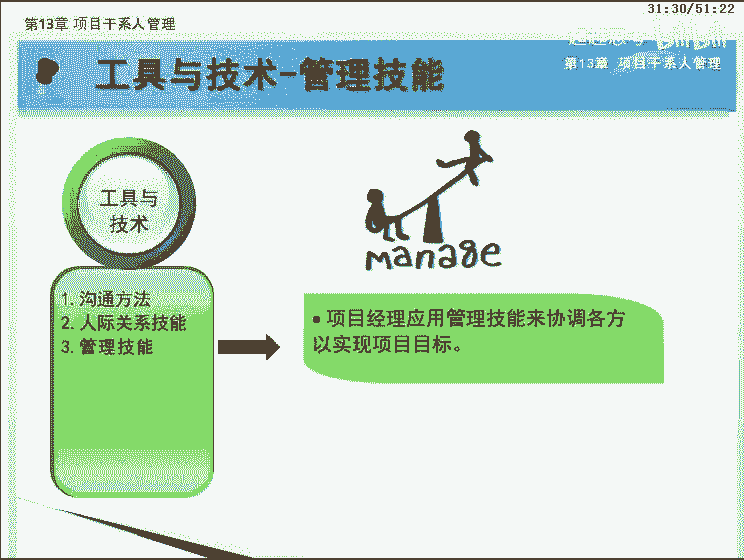 31:30/51:22
第13章 项目干系人管理
工具与技术-管理技能
第13章 项目干系人管理
工具与
技术
manage
1. 沟通方法
2. 人际关系技能
3. 管理技能
• 项目经理应用管理技能来协调各方
以实现项目目标。